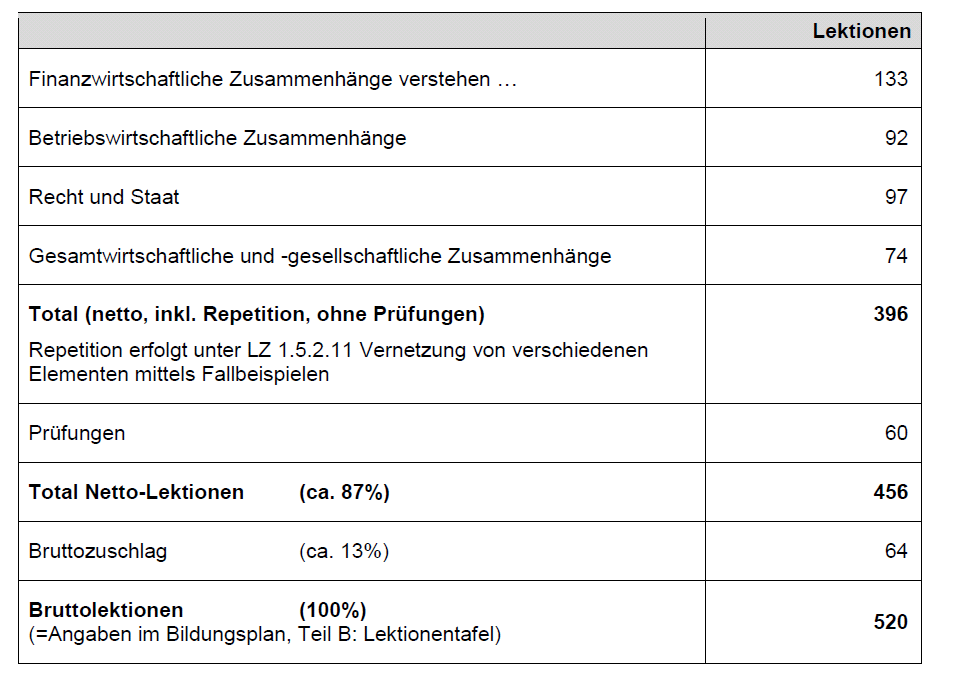 Lektionen
Finanzwirtschaftliche Zusammenhänge verstehen … 133
Betriebswirtschaftliche Zusammenhänge 92
Recht und Staat 97
Gesamtwirtschaftliche und -gesellschaftliche Zusammenhänge 74
Total (netto, inkl. Repetition, ohne Prüfungen) 396
Repetition erfolgt unter LZ 1.5.2.11 Vernetzung von verschiedenen
Elementen mittels Fallbeispielen
Prüfungen 60
Total Netto-Lektionen (ca. 87%) 456
Bruttozuschlag (ca. 13%) 64
Bruttolektionen (100%)
(=Angaben im Bildungsplan, Teil B: Lektionentafel) 520